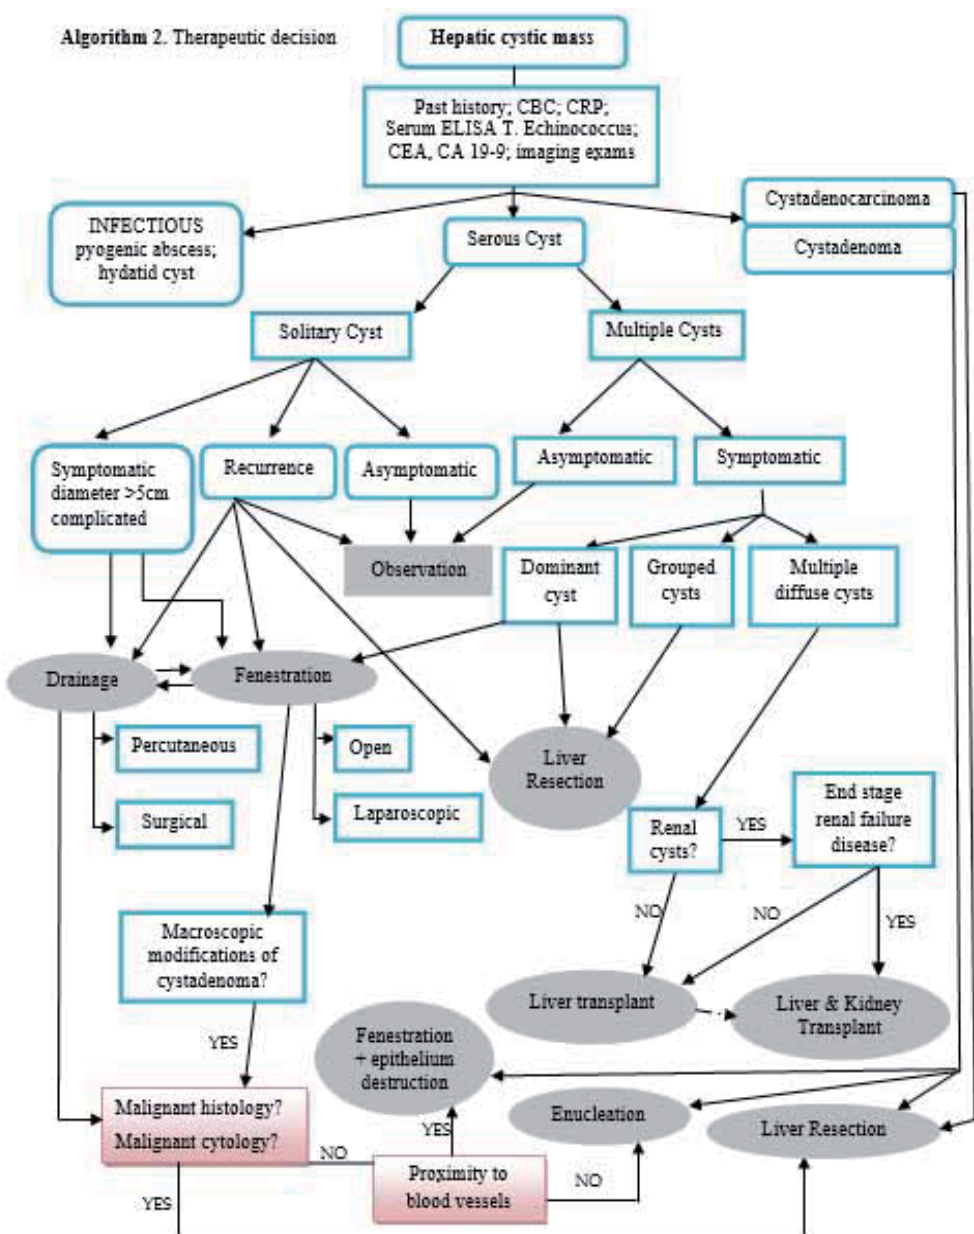 Algorithm 2. Therapeutic decision
Hepatic cystic mass
Past history; CBC; CRP;
Serum ELISA T. Echinococcus;
CEA, CA 19-9; imaging exams
INFECTIOUS
pyogenic abscess;
hydatid cyst
Serous Cyst
Cystadenocarcinoma
Cystadenoma
Solitary Cyst
Multiple Cysts
Symptomatic
diameter >5cm
complicated
Recurrence
Asymptomatic
Asymptomatic
Symptomatic
Observation
Dominant
cyst
Grouped
cysts
Multiple
diffuse cysts
Drainage
Fenestration
Percutaneous
Surgical
Open
Laparoscopic
Liver
Resection
Renal
cysts?
YES
End stage
renal failure
disease?
NO
NO
YES
Macroscopic
modifications of
cystadenoma?
YES
Liver transplant
Liver & Kidney
Transplant
Fenestration
+ epithelium
destruction
Enucleation
Liver Resection
Malignant histology?
Malignant cytology?
NO
YES
Proximity to
blood vessels
NO
YES